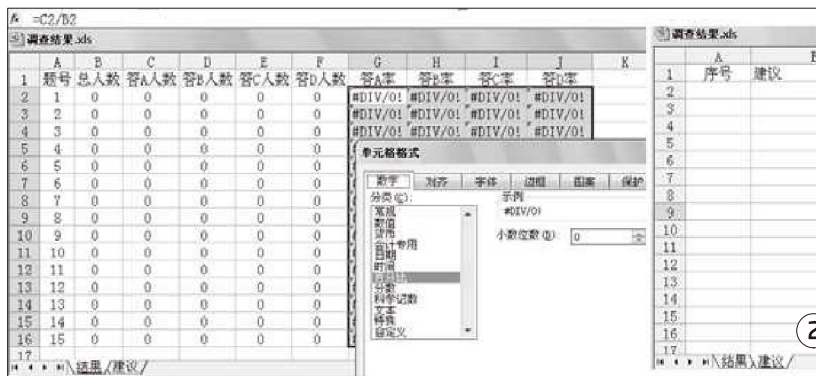 fx =C2/B2
调查结果.xls
A B C D E F G H I J K
1 题号 总人数 答A人数 答B人数 答C人数 答D人数 答A率 答B率 答C率 答D率
2 1 0 0 0 0 0 #DIV/0! #DIV/0! #DIV/0! #DIV/0!
3 2 0 0 0 0 0 #DIV/0! #DIV/0! #DIV/0! #DIV/0!
4 3 0 0 0 0 0 #DIV/0! #DIV/0! #DIV/0! #DIV/0!
5 4 0 0 0 0 0
6 5 0 0 0 0 0
7 6 0 0 0 0 0
8 7 0 0 0 0 0
9 8 0 0 0 0 0
10 9 0 0 0 0 0
11 10 0 0 0 0 0
12 11 0 0 0 0 0
13 12 0 0 0 0 0
14 13 0 0 0 0 0
15 14 0 0 0 0 0
16 15 0 0 0 0 0
17
结果/建议/
单元格格式
数字 对齐 字体 边框 图案 保护
分类(C):
常规
数值
货币
会计专用
日期
时间
百分比
分数
科学记数
文本
特殊
自定义
示例
#DIV/0!
小数位数(D): 0
调查结果.xls
A
1 序号 建议
2
3
4
5
6
7
8
9
10
11
12
13
14
15
16
17
结果\建议/
②